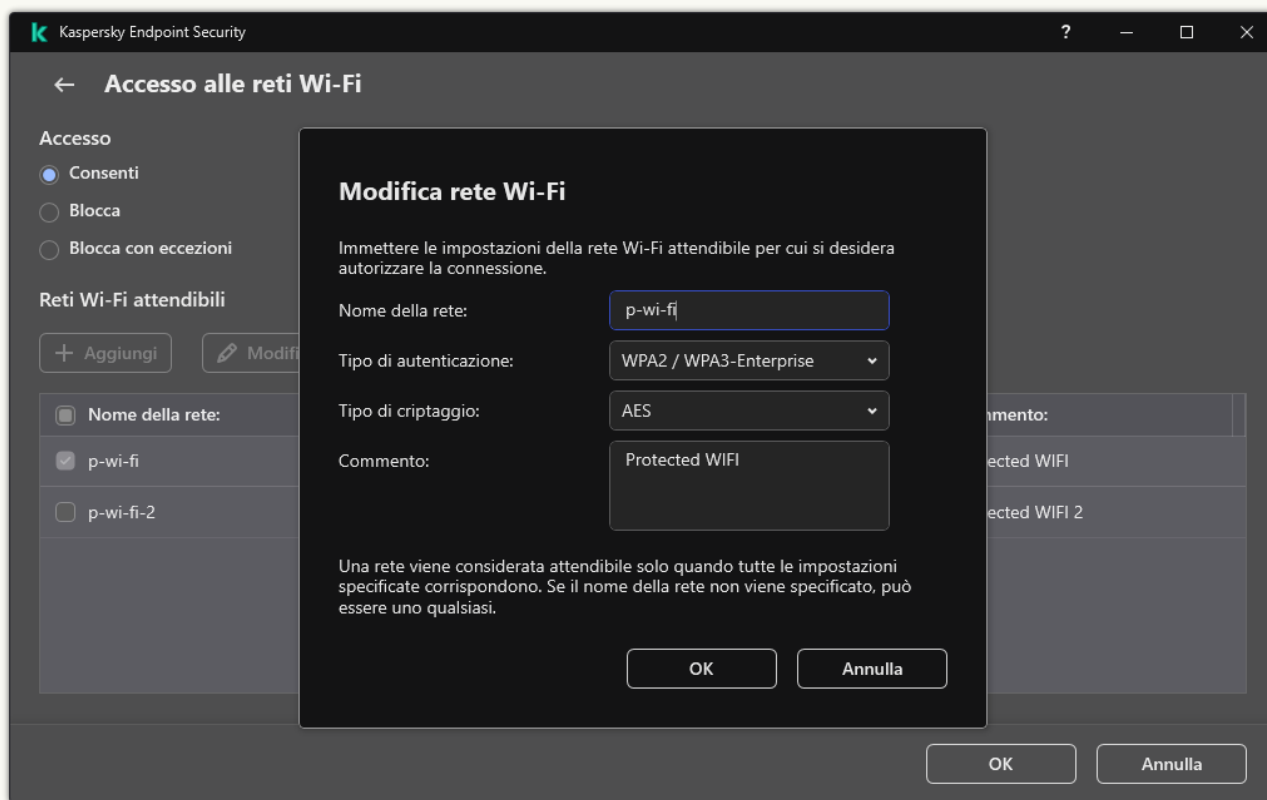 Kaspersky Endpoint Security
?
Accesso alle reti Wi-Fi
Accesso
Consenti
Blocca
Blocca con eccezioni
Reti Wi-Fi attendibili
Aggiungi
Nome della rete:
p-wi-fi
ected WIFI
p-wi-fi-2
ected WIFI 2
Modifica rete Wi-Fi
Immettere le impostazioni della rete Wi-Fi attendibile per cui si desidera
autorizzare la connessione.
Nome della rete: p-wi-fi
Tipo di autenticazione: WPA2 / WPA3-Enterprise
Tipo di criptaggio: AES
Commento: Protected WIFI
Una rete viene considerata attendibile solo quando tutte le impostazioni
specificate corrispondono. Se il nome della rete non viene specificato, può
essere uno qualsiasi.
OK Annulla
OK Annulla